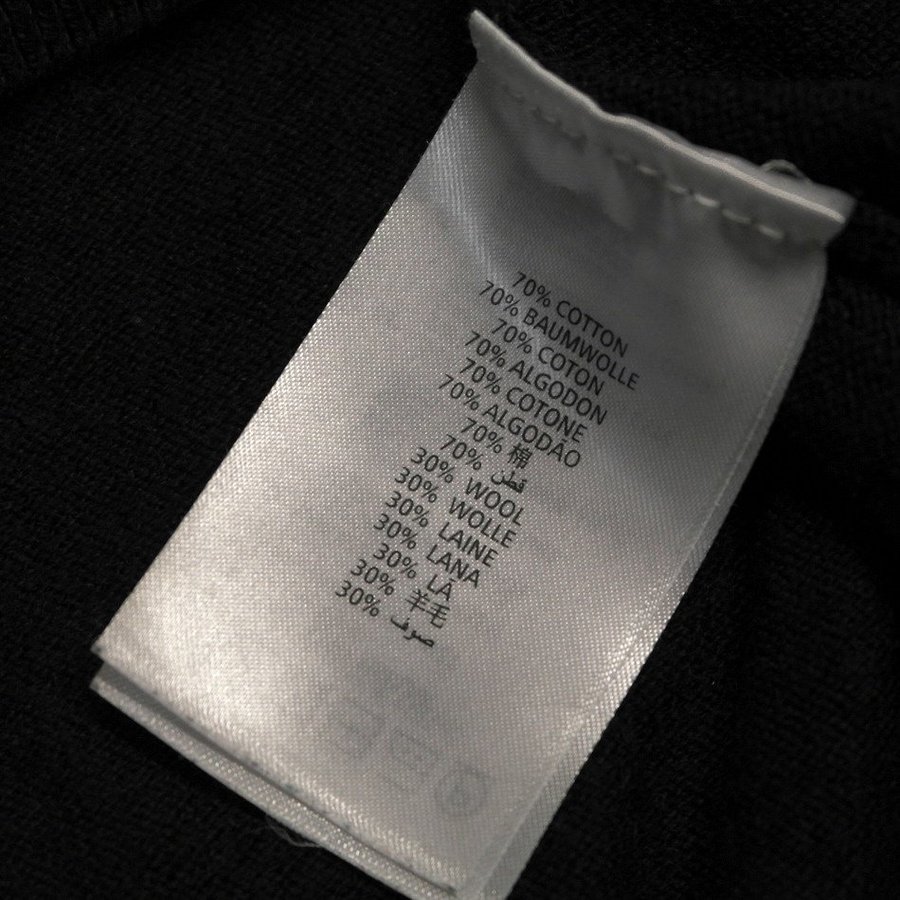 70% COTTON
70% BAUMWOLLE
70% COTON
70% ALGODON
70% COTONE
70% ALGODÃO
70% 棉
70% قطن
30% WOOL
30% WOLLE
30% LAINE
30% LANA
30% LÃ
30% 羊毛
30% صوف